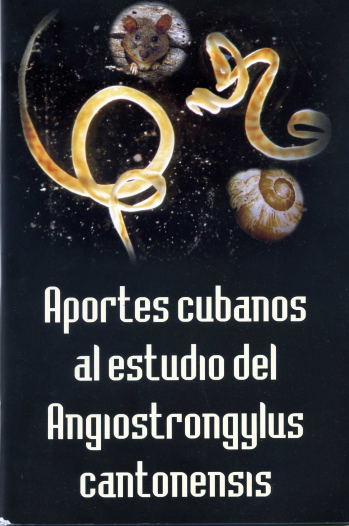 Aportes cubanos
al estudio del
Angiostrongylus
cantonensis